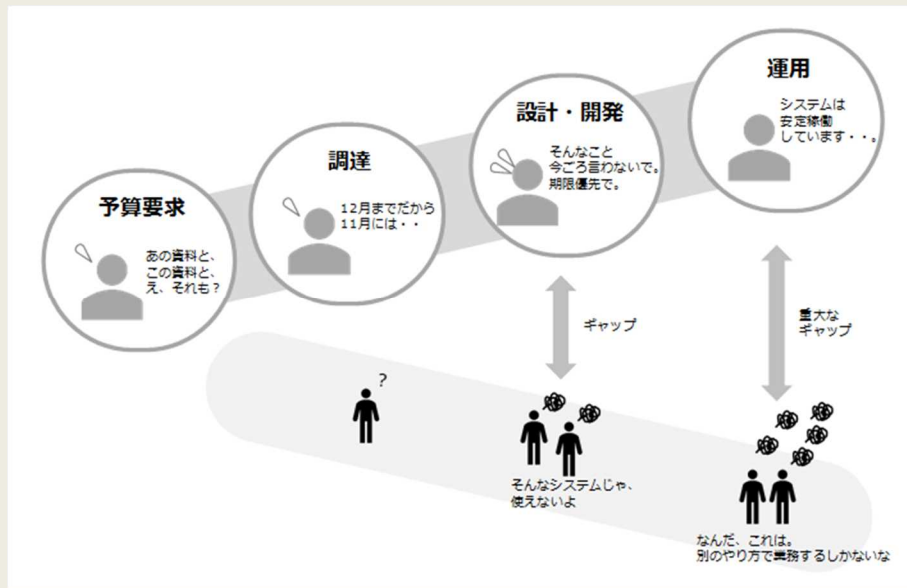 予算要求
あの資料と、
この資料と、
え、それも？
調達
12月までだから
11月には・・
設計・開発
そんなこと
今ごろ言わないで。
期限優先で。
運用
システムは
安定稼働
しています・・。
ギャップ
重大な
ギャップ
?
そんなシステムじゃ、
使えないよ
なんだ、これは。
別のやり方で業務するしかないな